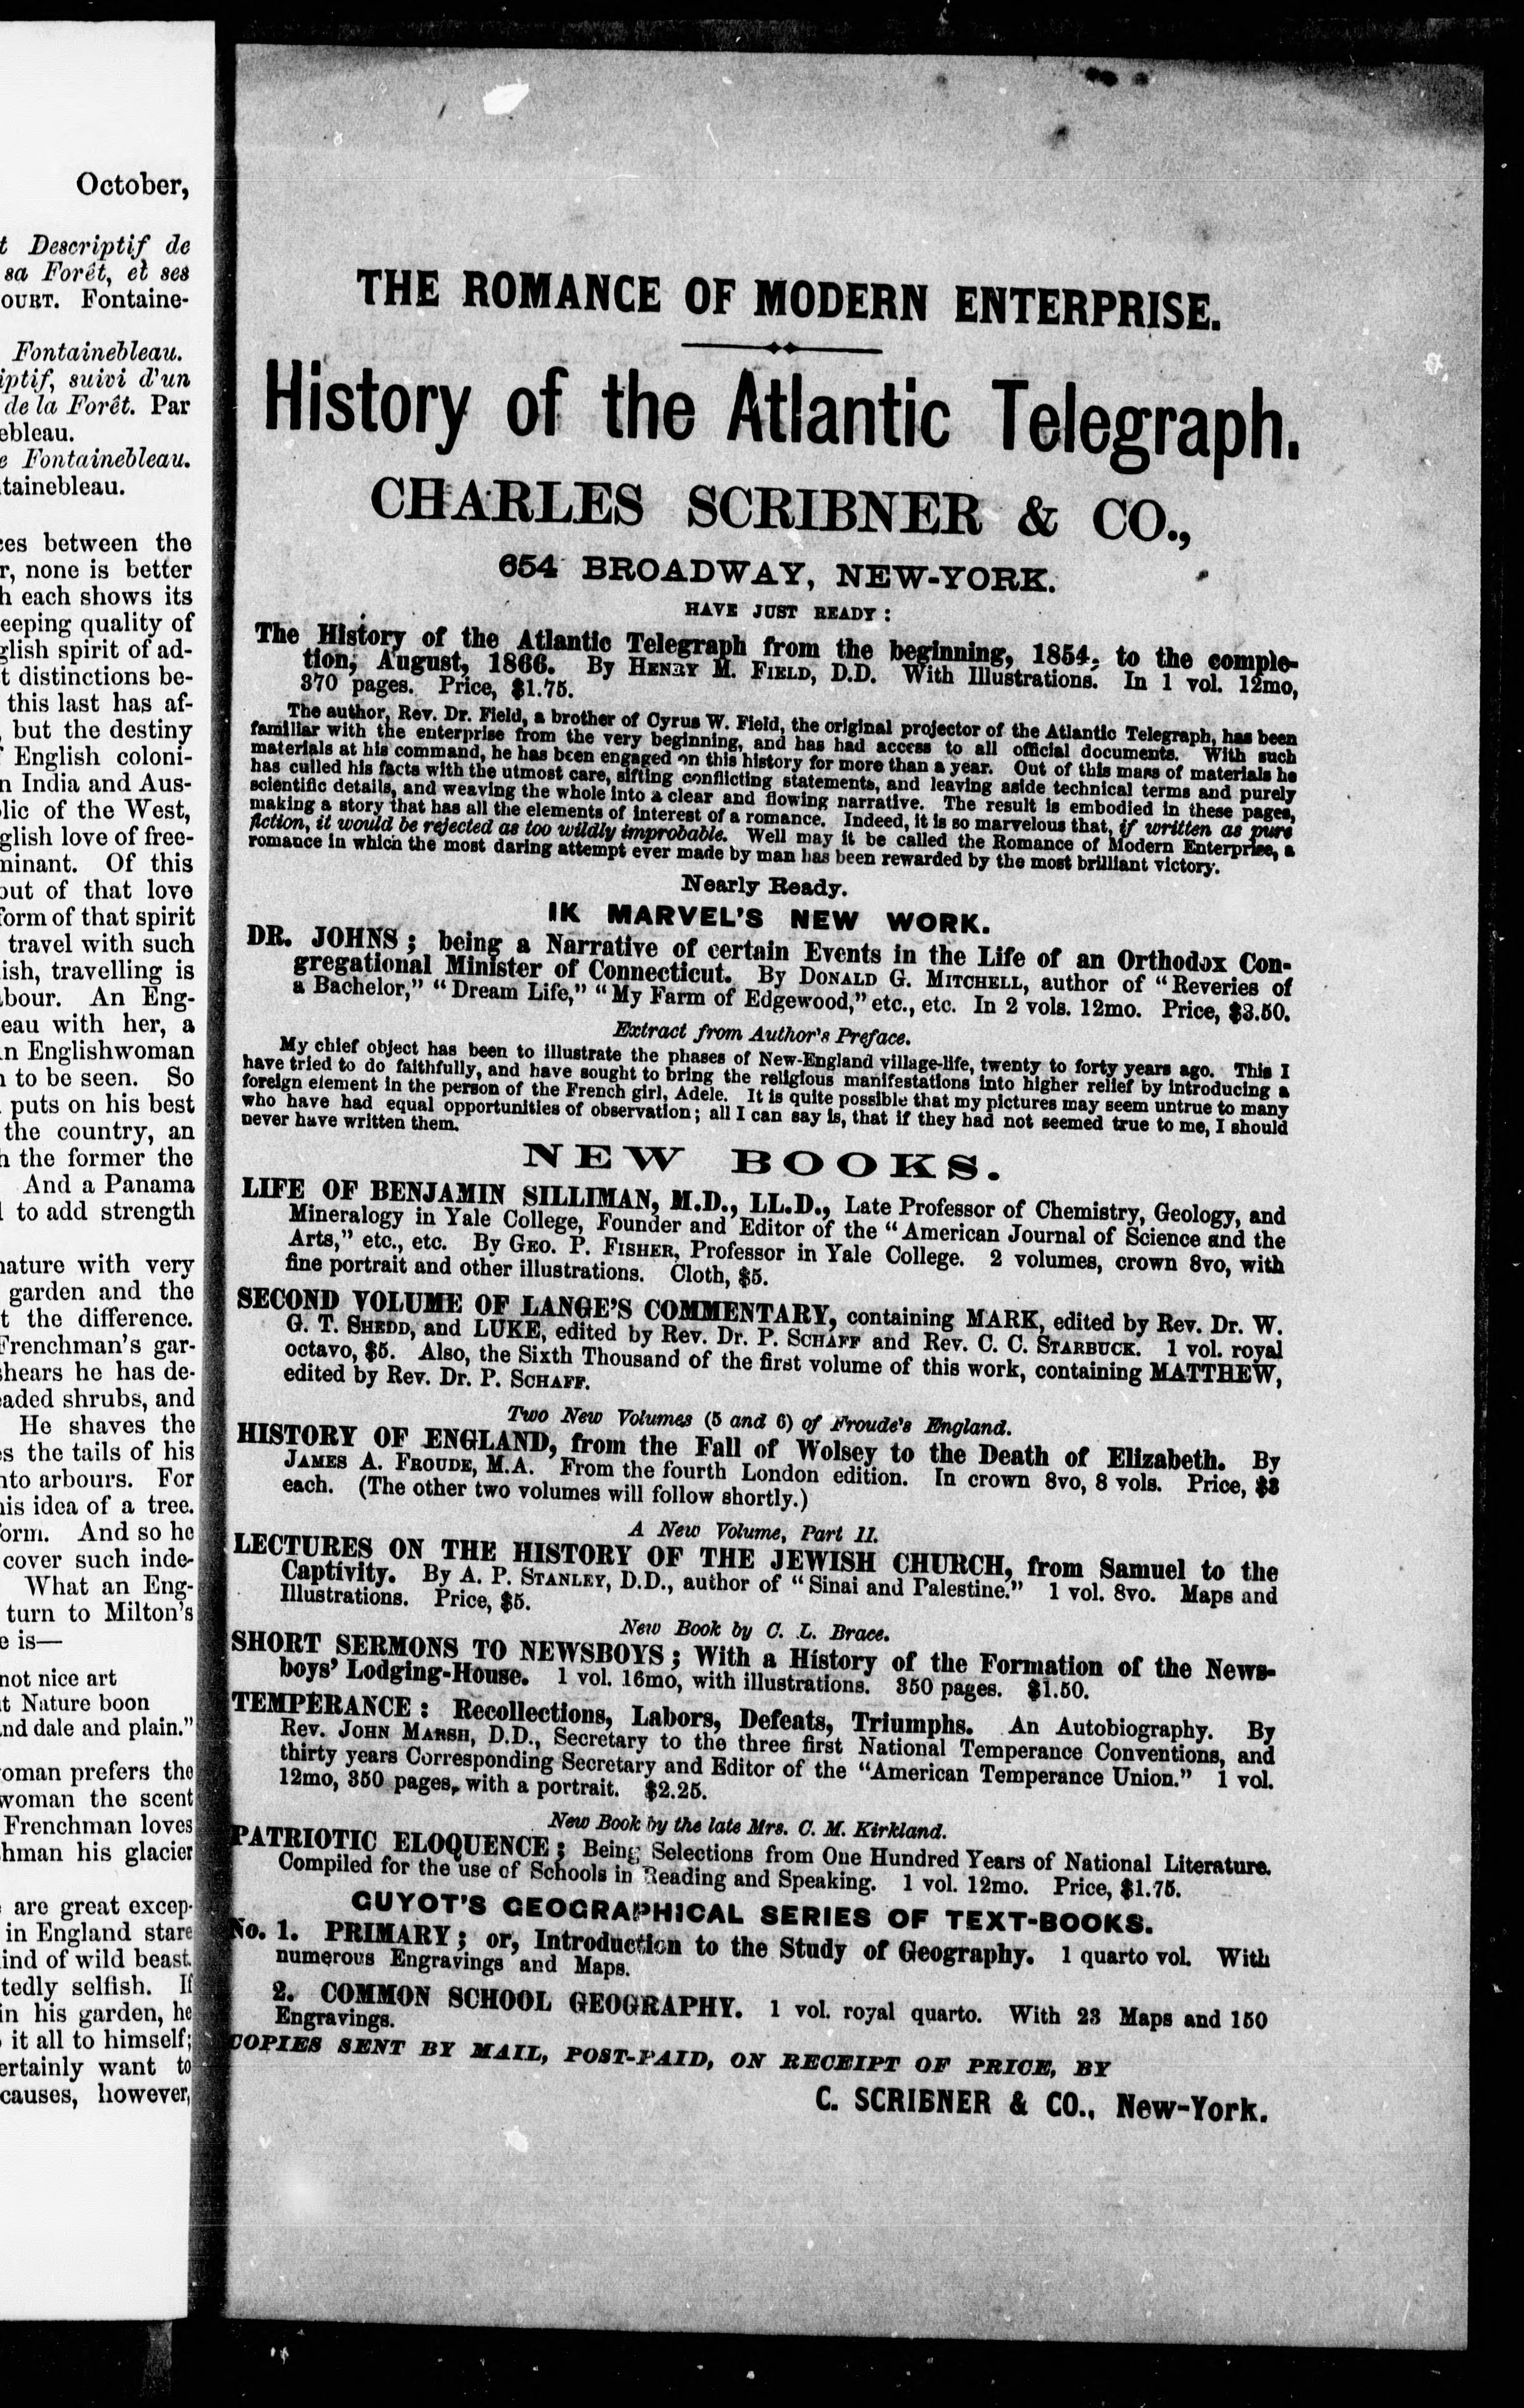 October,
t Descriptif de
sa Forêt, et ses
OURT. Fontaine-
Fontainebleau.
iptif, suivi d'un
de la Forêt. Par
ebleau.
e Fontainebleau.
tainebleau.
ces between the
r, none is better
h each shows its
eeping quality of
glish spirit of ad-
t distinctions be-
this last has af-
, but the destiny
f English coloni-
n India and Aus-
olic of the West,
glish love of free-
minant. Of this
out of that love
form of that spirit
travel with such
ish, travelling is
bour. An Eng-
eau with her, a
n Englishwoman
n to be seen. So
puts on his best
the country, an
h the former the
And a Panama
l to add strength
nature with very
garden and the
t the difference.
Frenchman's gar-
shears he has de-
eaded shrubs, and
He shaves the
es the tails of his
nto arbours. For
his idea of a tree.
orm. And so he
cover such inde-
What an Eng-
turn to Milton's
e is—
not nice art
t Nature boon
nd dale and plain."
oman prefers the
woman the scent
Frenchman loves
hman his glacier
are great excep-
in England stare
ind of wild beast.
tedly selfish. If
in his garden, he
it all to himself;
ertainly want to
causes, however,
THE ROMANCE OF MODERN ENTERPRISE.
History of the Atlantic Telegraph.
CHARLES SCRIBNER & CO.,
654 BROADWAY, NEW-YORK.
HAVE JUST READY:
The History of the Atlantic Telegraph from the beginning, 1854, to the comple-
tion, August, 1866. By HENRY M. FIELD, D.D. With Illustrations. In 1 vol. 12mo,
370 pages. Price, $1.75.
The author, Rev. Dr. Field, a brother of Cyrus W. Field, the original projector of the Atlantic Telegraph, has been
familiar with the enterprise from the very beginning, and has had access to all official documents. With such
materials at his command, he has been engaged on this history for more than a year. Out of this mass of materials he
has culled his facts with the utmost care, sifting conflicting statements, and leaving aside technical terms and purely
scientific details, and weaving the whole into a clear and flowing narrative. The result is embodied in these pages,
making a story that has all the elements of interest of a romance. Indeed, it is so marvelous that, if written as pure
fiction, it would be rejected as too wildly improbable. Well may it be called the Romance of Modern Enterprise, a
romance in which the most daring attempt ever made by man has been rewarded by the most brilliant victory.
Nearly Ready.
IK MARVEL'S NEW WORK.
DR. JOHNS; being a Narrative of certain Events in the Life of an Orthodox Con-
gregational Minister of Connecticut. By DONALD G. MITCHELL, author of "Reveries of
a Bachelor," "Dream Life," "My Farm of Edgewood," etc., etc. In 2 vols. 12mo. Price, $3.50.
Extract from Author's Preface.
My chief object has been to illustrate the phases of New-England village-life, twenty to forty years ago. This I
have tried to do faithfully, and have sought to bring the religious manifestations into higher relief by introducing a
foreign element in the person of the French girl, Adele. It is quite possible that my pictures may seem untrue to many
who have had equal opportunities of observation; all I can say is, that if they had not seemed true to me, I should
never have written them.
NEW BOOKS.
LIFE OF BENJAMIN SILLIMAN, M.D., LL.D., Late Professor of Chemistry, Geology, and
Mineralogy in Yale College, Founder and Editor of the "American Journal of Science and the
Arts," etc., etc. By GEO. P. FISHER, Professor in Yale College. 2 volumes, crown 8vo, with
fine portrait and other illustrations. Cloth, $5.
SECOND VOLUME OF LANGE'S COMMENTARY, containing MARK, edited by Rev. Dr. W.
G. T. SHEDD, and LUKE, edited by Rev. Dr. P. SCHAFF and Rev. C. C. STARBUCK. 1 vol. royal
octavo, $5. Also, the Sixth Thousand of the first volume of this work, containing MATTHEW,
edited by Rev. Dr. P. SCHAFF.
Two New Volumes (5 and 6) of Froude's England.
HISTORY OF ENGLAND, from the Fall of Wolsey to the Death of Elizabeth. By
JAMES A. FROUDE, M.A. From the fourth London edition. In crown 8vo, 8 vols. Price, $3
each. (The other two volumes will follow shortly.)
A New Volume, Part II.
LECTURES ON THE HISTORY OF THE JEWISH CHURCH, from Samuel to the
Captivity. By A. P. STANLEY, D.D., author of "Sinai and Palestine." 1 vol. 8vo. Maps and
Illustrations. Price, $5.
New Book by C. L. Brace.
SHORT SERMONS TO NEWSBOYS; With a History of the Formation of the News-
boys' Lodging-House. 1 vol. 16mo, with illustrations. 350 pages. $1.50.
TEMPERANCE: Recollections, Labors, Defeats, Triumphs. An Autobiography. By
Rev. JOHN MARSH, D.D., Secretary to the three first National Temperance Conventions, and
thirty years Corresponding Secretary and Editor of the "American Temperance Union." 1 vol.
12mo, 350 pages, with a portrait. $2.25.
New Book by the late Mrs. C. M. Kirkland.
PATRIOTIC ELOQUENCE; Being Selections from One Hundred Years of National Literature.
Compiled for the use of Schools in Reading and Speaking. 1 vol. 12mo. Price, $1.75.
GUYOT'S GEOGRAPHICAL SERIES OF TEXT-BOOKS.
No. 1. PRIMARY; or, Introduction to the Study of Geography. 1 quarto vol. With
numerous Engravings and Maps.
2. COMMON SCHOOL GEOGRAPHY. 1 vol. royal quarto. With 23 Maps and 150
Engravings.
COPIES SENT BY MAIL, POST-PAID, ON RECEIPT OF PRICE, BY
C. SCRIBNER & CO., New-York.